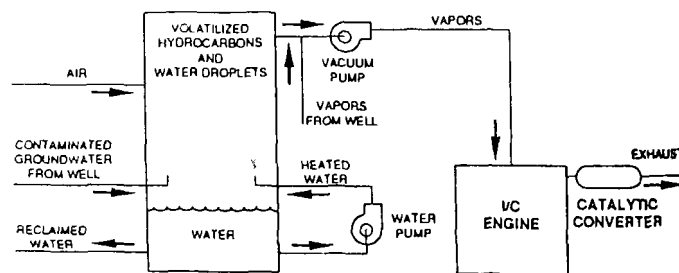 VOLATILIZED
HYDROCARBONS
AND
WATER DROPLETS
VAPORS
VACUUM
PUMP
AIR
VAPORS
FROM WELL
CONTAMINATED
GROUNDWATER
FROM WELL
HEATED
WATER
EXHAUST
I/C
ENGINE
CATALYTIC
CONVERTER
RECLAIMED
WATER
WATER
WATER
PUMP